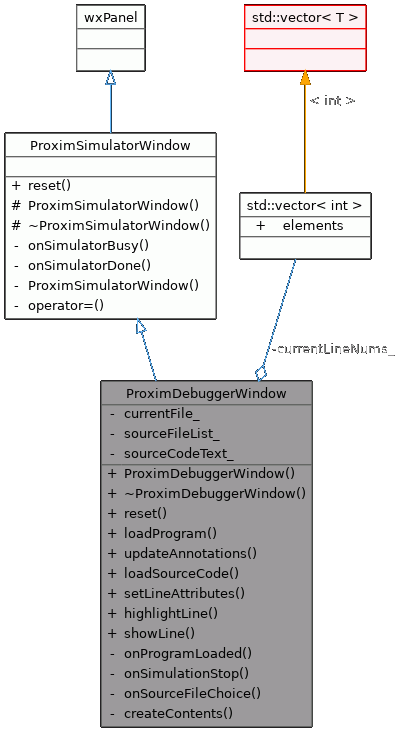 wxPanel
std::vector< T >
< int >
ProximSimulatorWindow
+ reset()
# ProximSimulatorWindow()
# ~ProximSimulatorWindow()
- onSimulatorBusy()
- onSimulatorDone()
- ProximSimulatorWindow()
- operator=()
std::vector< int >
+ elements
-currentLineNums_
ProximDebuggerWindow
- currentFile_
- sourceFileList_
- sourceCodeText_
+ ProximDebuggerWindow()
+ ~ProximDebuggerWindow()
+ reset()
+ loadProgram()
+ updateAnnotations()
+ loadSourceCode()
+ setLineAttributes()
+ highlightLine()
+ showLine()
- onProgramLoaded()
- onSimulationStop()
- onSourceFileChoice()
- createContents()